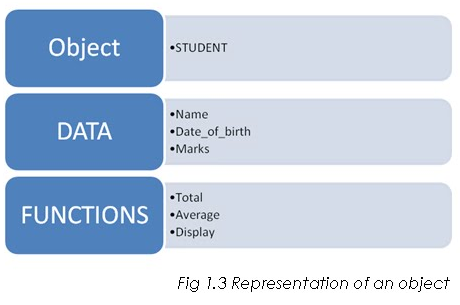 Object
•STUDENT
DATA
•Name
•Date_of_birth
•Marks
FUNCTIONS
•Total
•Average
•Display
Fig 1.3 Representation of an object